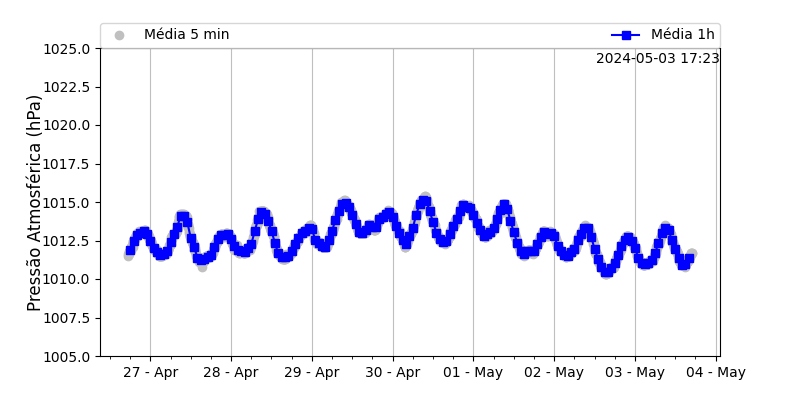 Média 5 min
Média 1h
2024-05-03 17:23
Pressão Atmosférica (hPa)
1025.0
1022.5
1020.0
1017.5
1015.0
1012.5
1010.0
1007.5
1005.0
27 - Apr
28 - Apr
29 - Apr
30 - Apr
01 - May
02 - May
03 - May
04 - May